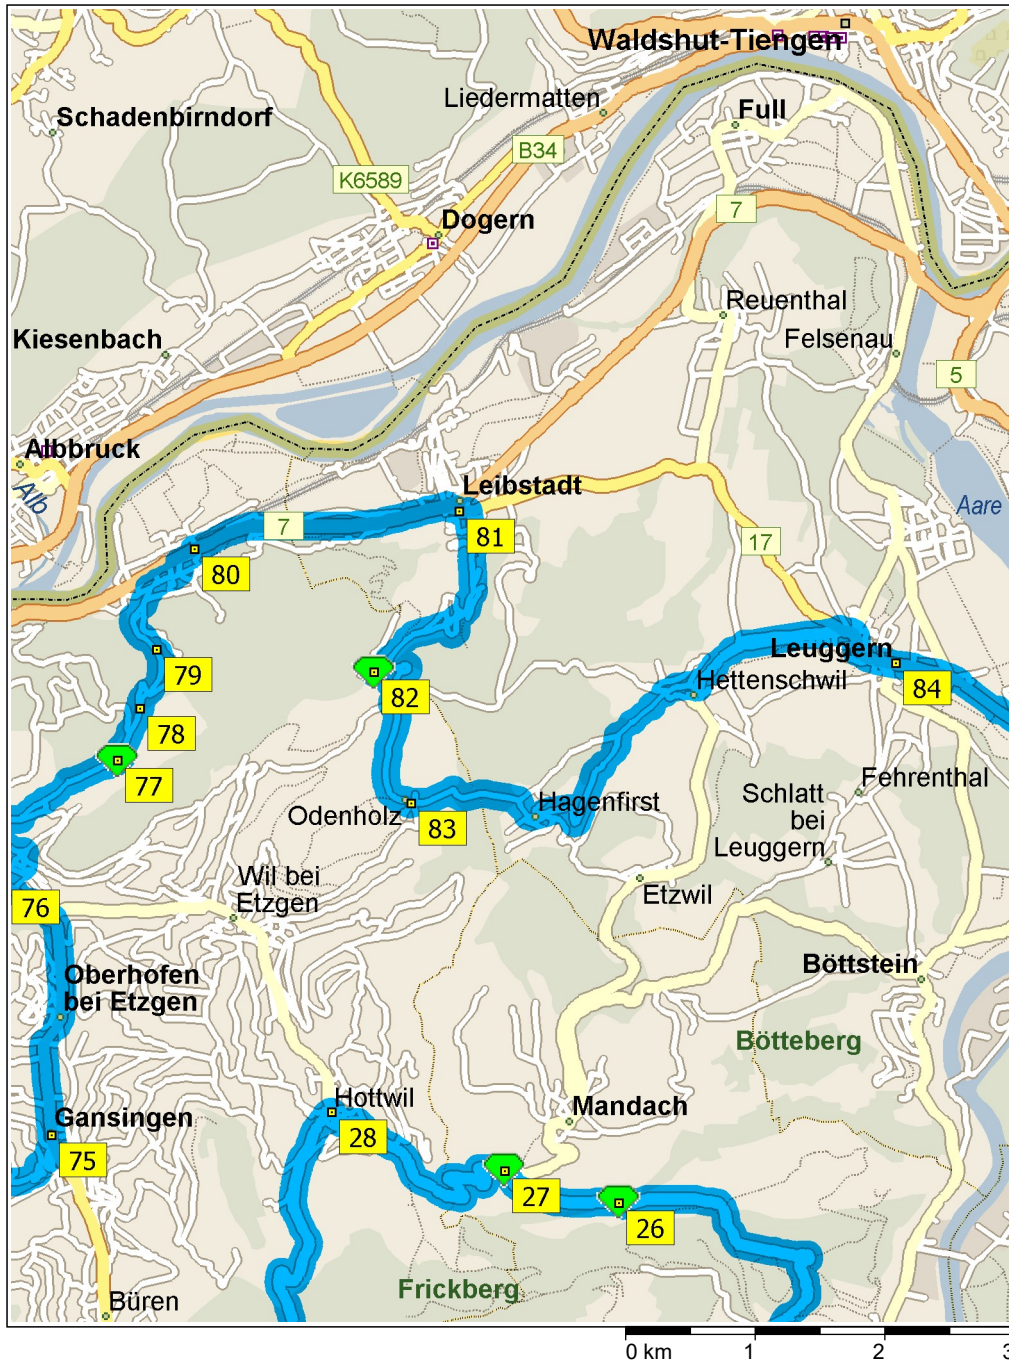 Waldshut-Tiengen
Liedermatten
Full
Schadenbirndorf
B34
K6589
7
Dogern
Reuenthal
Kiesenbach
Felsenau
5
Albbruck
Leibstadt
Alb
Aare
7
81
17
80
79
Leuggern
82
Hettenschwil
84
78
77
Fehrenthal
Schlatt
bei
Leuggern
Hagenfirst
Odenholz
83
Wil bei
Etzgen
Etzwil
76
Oberhofen
bei Etzgen
Böttstein
Bötteberg
Hottwil
Mandach
Gansingen
28
75
27
26
Frickberg
Büren
0 km 1 2 3